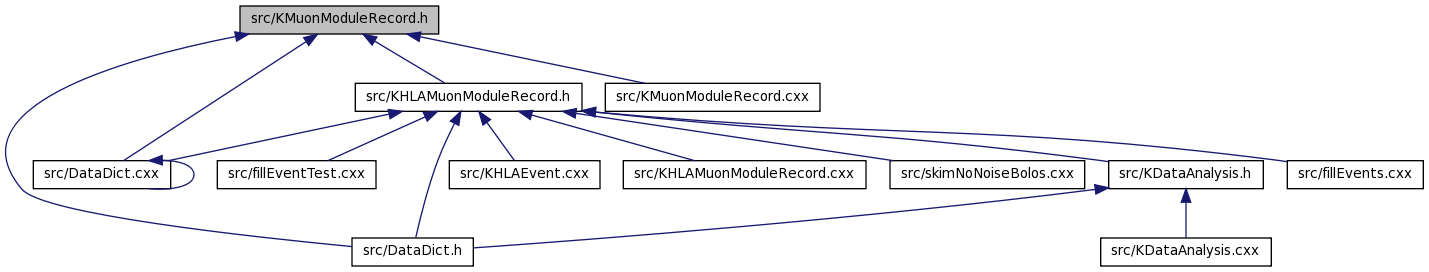 src/KMuonModuleRecord.h
src/KHLAMuonModuleRecord.h
src/KMuonModuleRecord.cxx
src/DataDict.cxx
src/fillEventTest.cxx
src/KHLAEvent.cxx
src/KHLAMuonModuleRecord.cxx
src/skimNoNoiseBolos.cxx
src/KDataAnalysis.h
src/fillEvents.cxx
src/DataDict.h
src/KDataAnalysis.cxx